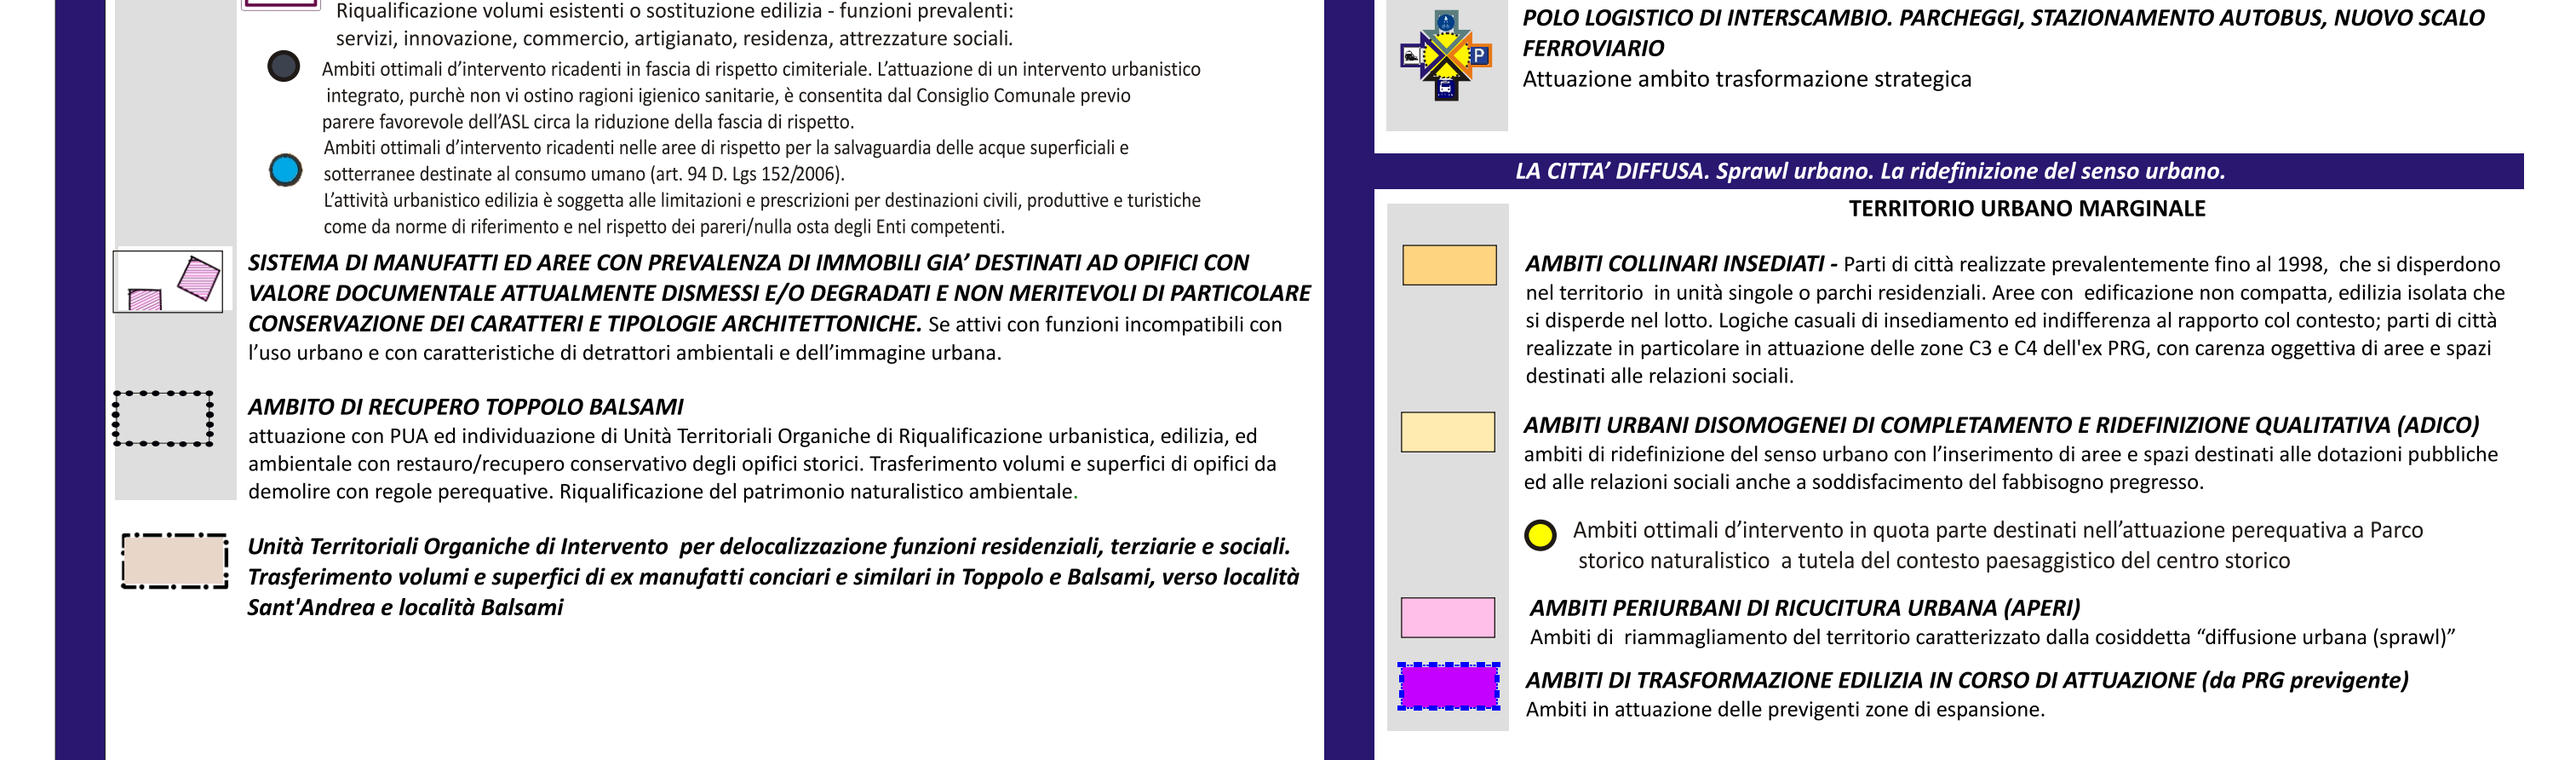 Riqualificazione volumi esistenti o sostituzione edilizia - funzioni prevalenti:
servizi, innovazione, commercio, artigianato, residenza, attrezzature sociali.
Ambiti ottimali d’intervento ricadenti in fascia di rispetto cimiteriale. L’attuazione di un intervento urbanistico
integrato, purchè non vi ostino ragioni igienico sanitarie, è consentita dal Consiglio Comunale previo
parere favorevole dell’ASL circa la riduzione della fascia di rispetto.
Ambiti ottimali d’intervento ricadenti nelle aree di rispetto per la salvaguardia delle acque superficiali e
sotterranee destinate al consumo umano (art. 94 D. Lgs 152/2006).
L’attività urbanistico edilizia è soggetta alle limitazioni e prescrizioni per destinazioni civili, produttive e turistiche
come da norme di riferimento e nel rispetto dei pareri/nulla osta degli Enti competenti.
SISTEMA DI MANUFATTI ED AREE CON PREVALENZA DI IMMOBILI GIA’ DESTINATI AD OPIFICI CON
VALORE DOCUMENTALE ATTUALMENTE DISMESSI E/O DEGRADATI E NON MERITEVOLI DI PARTICOLARE
CONSERVAZIONE DEI CARATTERI E TIPOLOGIE ARCHITETTONICHE. Se attivi con funzioni incompatibili con
l’uso urbano e con caratteristiche di detrattori ambientali e dell’immagine urbana.
AMBITO DI RECUPERO TOPPOLO BALSAMI
attuazione con PUA ed individuazione di Unità Territoriali Organiche di Riqualificazione urbanistica, edilizia, ed
ambientale con restauro/recupero conservativo degli opifici storici. Trasferimento volumi e superfici di opifici da
demolire con regole perequative. Riqualificazione del patrimonio naturalistico ambientale.
Unità Territoriali Organiche di Intervento per delocalizzazione funzioni residenziali, terziarie e sociali.
Trasferimento volumi e superfici di ex manufatti conciari e similari in Toppolo e Balsami, verso località
Sant'Andrea e località Balsami
P
POLO LOGISTICO DI INTERSCAMBIO. PARCHEGGI, STAZIONAMENTO AUTOBUS, NUOVO SCALO
FERROVIARIO
Attuazione ambito trasformazione strategica
LA CITTA’ DIFFUSA. Sprawl urbano. La ridefinizione del senso urbano.
TERRITORIO URBANO MARGINALE
AMBITI COLLINARI INSEDIATI - Parti di città realizzate prevalentemente fino al 1998, che si disperdono
nel territorio in unità singole o parchi residenziali. Aree con edificazione non compatta, edilizia isolata che
si disperde nel lotto. Logiche casuali di insediamento ed indifferenza al rapporto col contesto; parti di città
realizzate in particolare in attuazione delle zone C3 e C4 dell'ex PRG, con carenza oggettiva di aree e spazi
destinati alle relazioni sociali.
AMBITI URBANI DISOMOGENEI DI COMPLETAMENTO E RIDEFINIZIONE QUALITATIVA (ADICO)
ambiti di ridefinizione del senso urbano con l’inserimento di aree e spazi destinati alle dotazioni pubbliche
ed alle relazioni sociali anche a soddisfacimento del fabbisogno pregresso.
Ambiti ottimali d’intervento in quota parte destinati nell’attuazione perequativa a Parco
storico naturalistico a tutela del contesto paesaggistico del centro storico
AMBITI PERIURBANI DI RICUCITURA URBANA (APERI)
Ambiti di riammagliamento del territorio caratterizzato dalla cosiddetta “diffusione urbana (sprawl)”
AMBITI DI TRASFORMAZIONE EDILIZIA IN CORSO DI ATTUAZIONE (da PRG previgente)
Ambiti in attuazione delle previgenti zone di espansione.